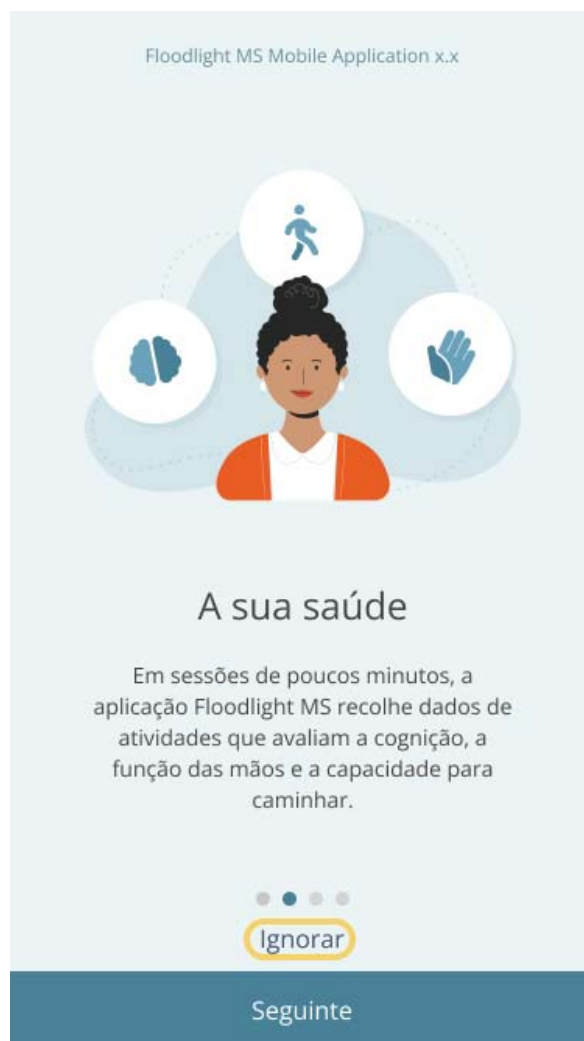 Floodlight MS Mobile Application x.x
A sua saúde
Em sessões de poucos minutos, a
aplicação Floodlight MS recolhe dados de
atividades que avaliam a cognição, a
função das mãos e a capacidade para
caminhar.
Ignorar
Seguinte